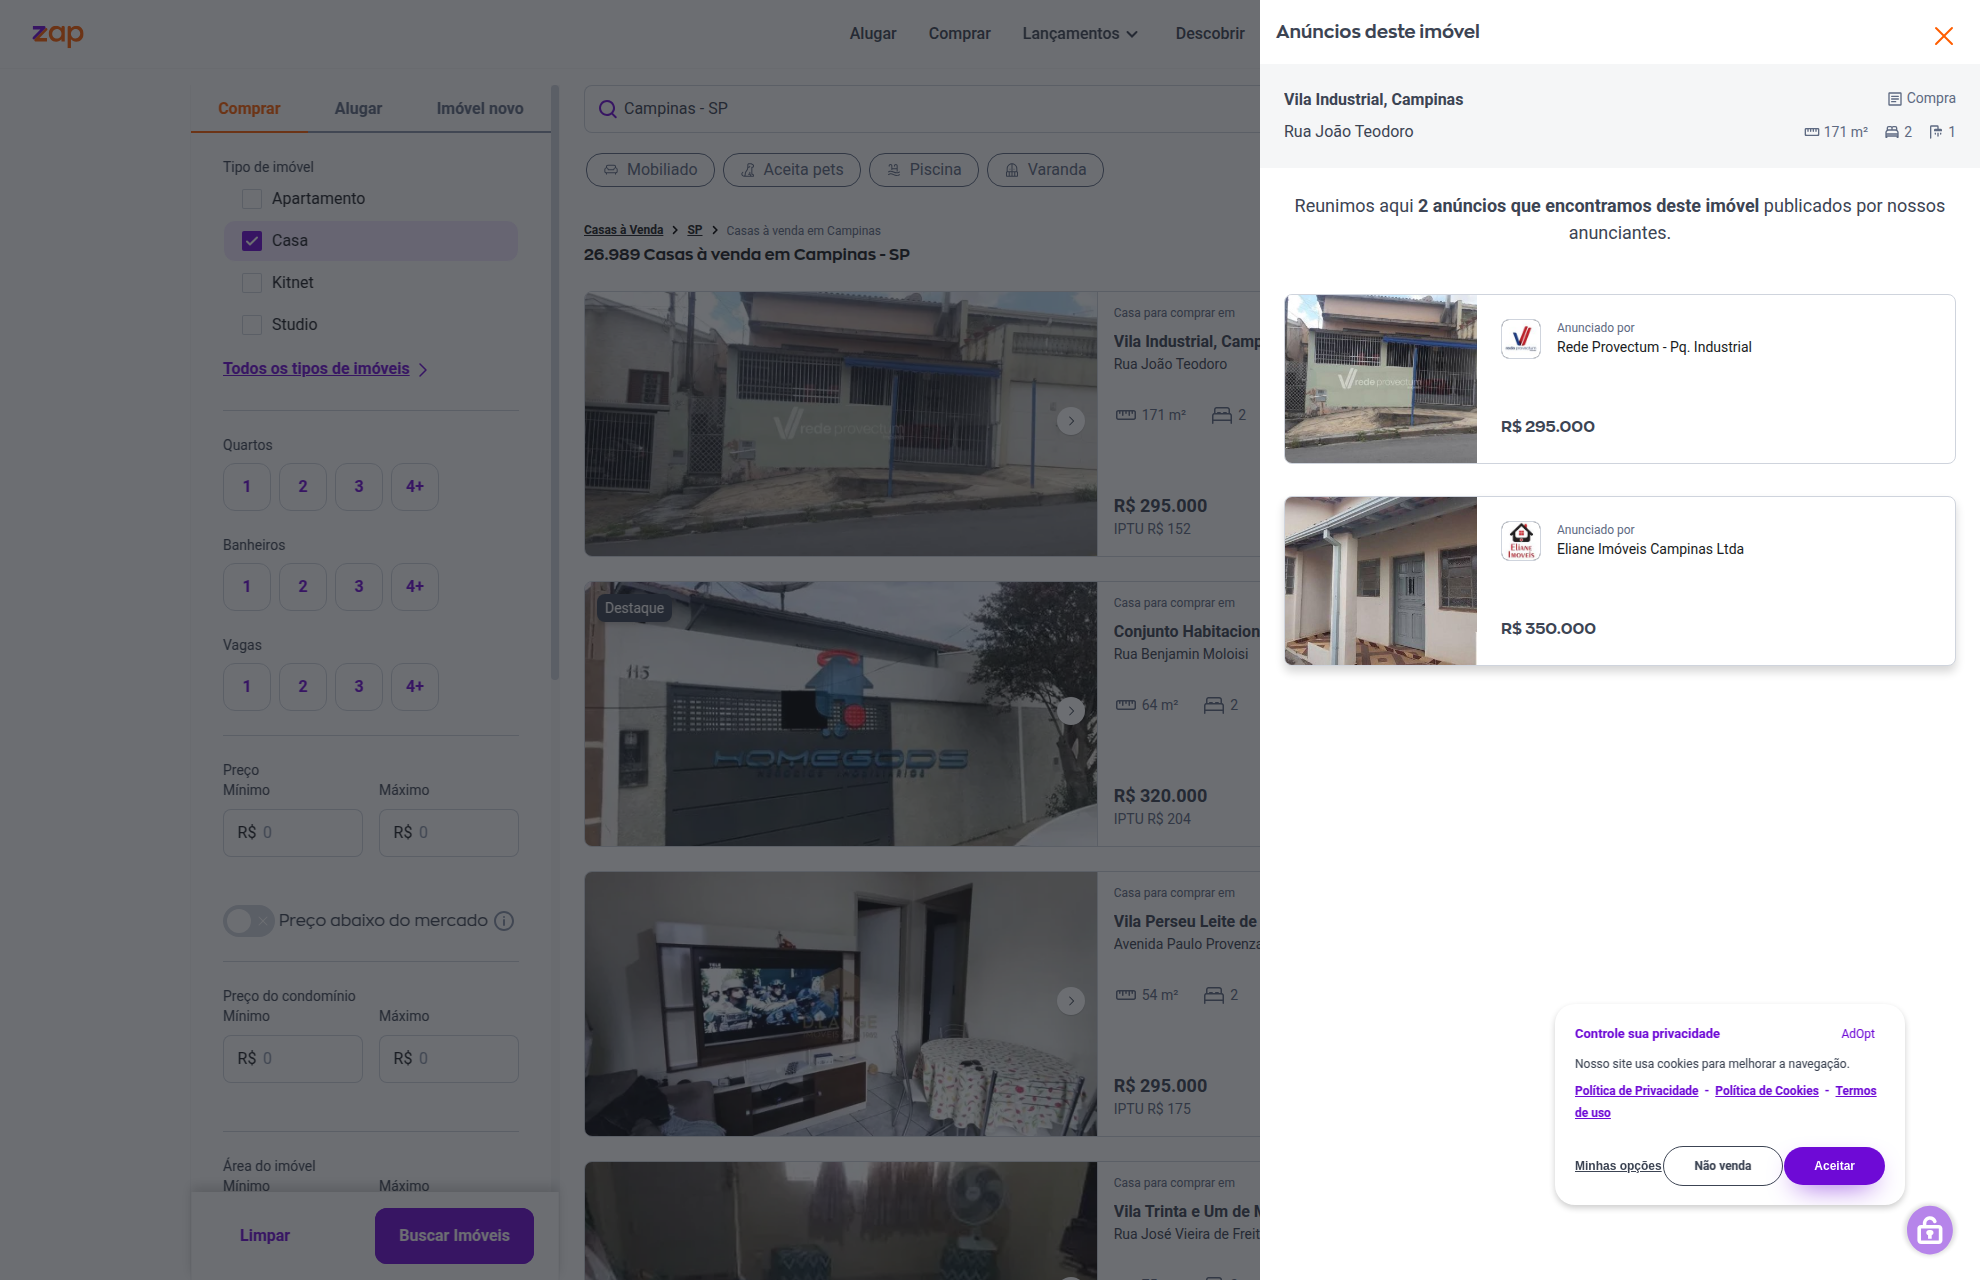 zap
Alugar
Comprar
Lançamentos
Descobrir
Comprar
Alugar
Imóvel novo
Tipo de imóvel
Apartamento
Casa
Kitnet
Studio
Todos os tipos de imóveis
Quartos
1
2
3
4+
Banheiros
1
2
3
4+
Vagas
1
2
3
4+
Preço
Mínimo
Máximo
R$ 0
R$ 0
Preço abaixo do mercado
Preço do condomínio
Mínimo
Máximo
R$ 0
R$ 0
Área do imóvel
Mínimo
Máximo
Limpar
Buscar Imóveis
Campinas - SP
Mobiliado
Aceita pets
Piscina
Varanda
Casas à Venda > SP > Casas à venda em Campinas
26.989 Casas à venda em Campinas - SP
rede provectum
Casa para comprar em
Vila Industrial, Camp
Rua João Teodoro
171 m²
2
R$ 295.000
IPTU R$ 152
Destaque
113
HOMEGODS
NEGÓCIOS IMOBILIÁRIOS
Casa para comprar em
Conjunto Habitacion
Rua Benjamin Moloisi
64 m²
2
R$ 320.000
IPTU R$ 204
Casa para comprar em
Vila Perseu Leite de
Avenida Paulo Provenza
54 m²
2
R$ 295.000
IPTU R$ 175
Casa para comprar em
Vila Trinta e Um de M
Rua José Vieira de Freit
Anúncios deste imóvel
Vila Industrial, Campinas
Compra
Rua João Teodoro
171 m²
2
1
Reunimos aqui 2 anúncios que encontramos deste imóvel publicados por nossos
anunciantes.
rede provectum
Anunciado por
Rede Provectum - Pq. Industrial
R$ 295.000
Eliane
Imóveis
Anunciado por
Eliane Imóveis Campinas Ltda
R$ 350.000
Controle sua privacidade
AdOpt
Nosso site usa cookies para melhorar a navegação.
Política de Privacidade - Política de Cookies - Termos
de uso
Minhas opções
Não venda
Aceitar